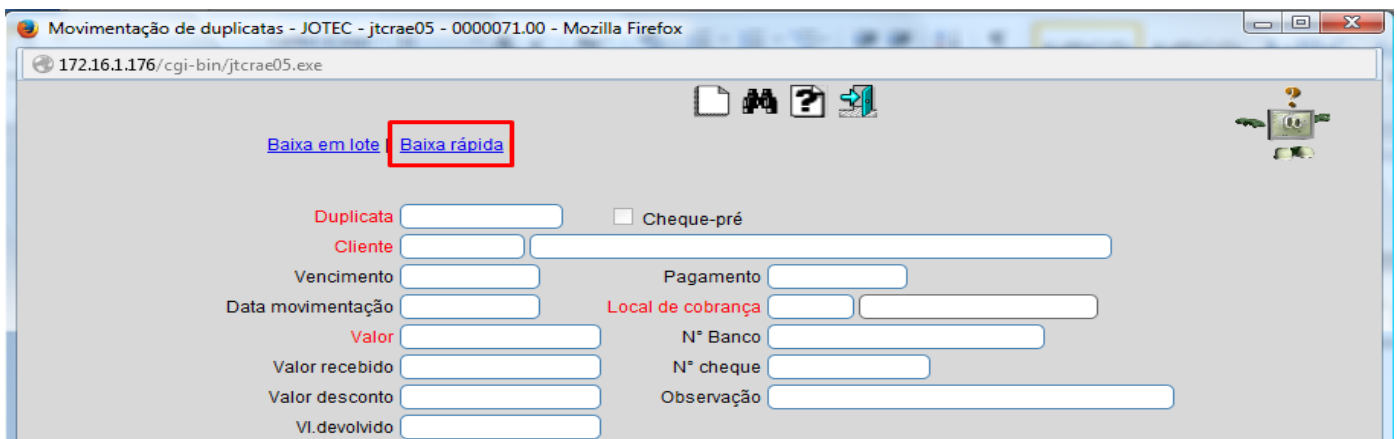 Movimentação de duplicatas - JOTEC - jtcrae05 - 0000071.00 - Mozilla Firefox
172.16.1.176/cgi-bin/jtcrae05.exe
Baixa em lote | Baixa rápida
Duplicata Cheque-pré
Cliente
Vencimento Pagamento
Data movimentação Local de cobrança
Valor N° Banco
Valor recebido N° cheque
Valor desconto Observação
Vl.devolvido